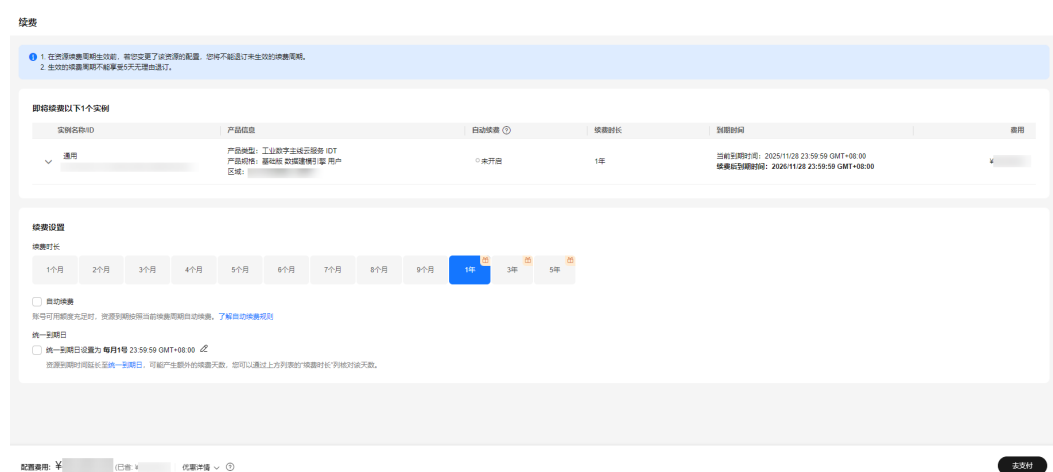 续费
1. 在资源续费周期生效前，若您变更了该资源的配置，您将不能退订未生效的续费周期。
2. 生效的续费周期不能享受5天无理由退订。
即将续费以下1个实例
实例名称/ID 产品信息 自动续费 续费时长 到期时间 费用
通用 产品类型： 工业数字主线云服务 IDT 未开启 1年 当前到期时间： 2025/11/28 23:59:59 GMT+08:00 ¥
产品规格： 基础版 数据建模引擎 用户 续费后到期时间： 2026/11/28 23:59:59 GMT+08:00
区域：
续费设置
续费时长
1个月 2个月 3个月 4个月 5个月 6个月 7个月 8个月 9个月 1年 3年 5年
自动续费
账号可用额度充足时，资源到期按照当前续费周期自动续费。了解自动续费规则
统一到期日
统一到期日设置为 每月1号 23:59:59 GMT+08:00
资源到期时间延长至统一到期日，可能产生额外的续费天数，您可以通过上方列表的“续费时长”列核对该天数。
配置费用: ¥ (已省: ¥ 优惠详情 去支付